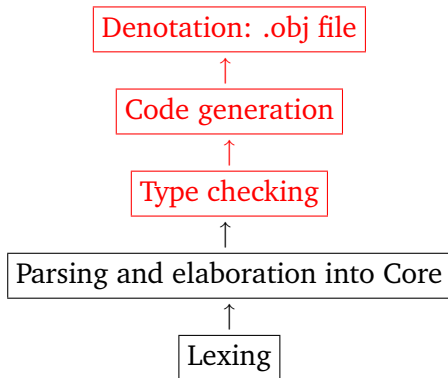 Denotation: .obj file
Code generation
Type checking
Parsing and elaboration into Core
Lexing